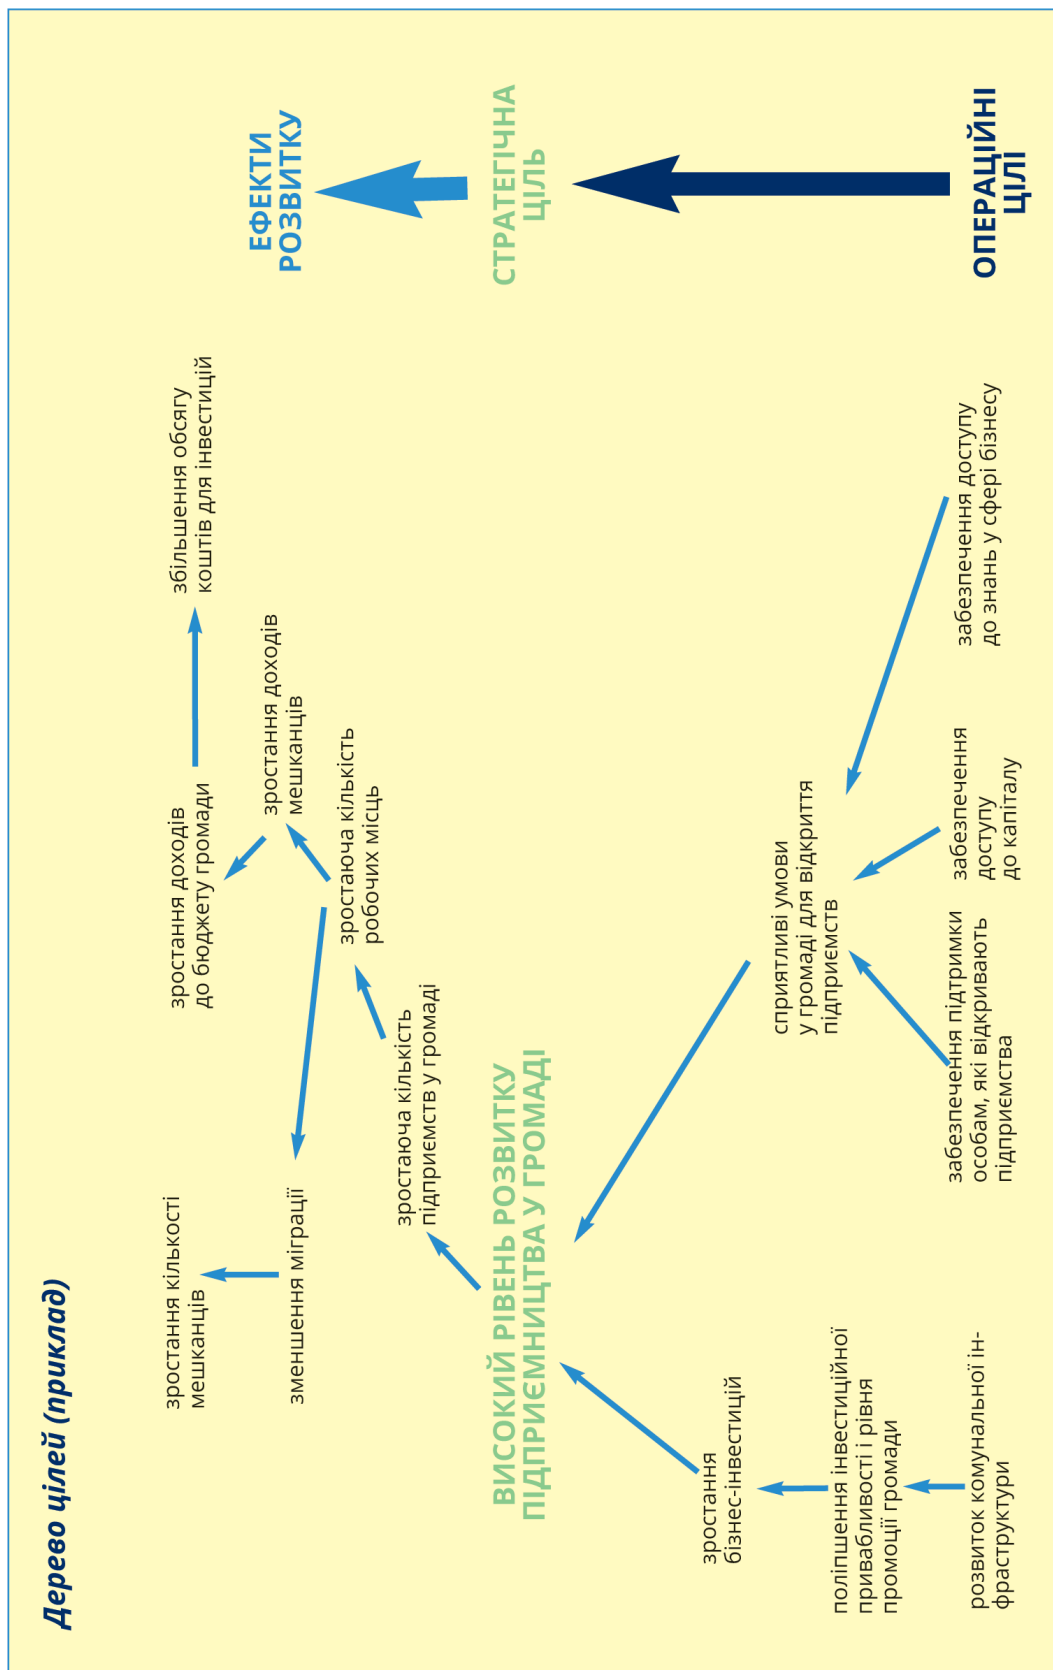 Дерево цілей (приклад)
зростання кількості
мешканців
зростання доходів
до бюджету громади
збільшення обсягу
коштів для інвестицій
ЕФЕКТИ
РОЗВИТКУ
зменшення міграції
зростання доходів
мешканців
зростаюча кількість
робочих місць
зростаюча кількість
підприємств у громаді
ВИСОКИЙ РІВЕНЬ РОЗВИТКУ
ПІДПРИЄМНИЦТВА У ГРОМАДІ
СТРАТЕГІЧНА
ЦІЛЬ
зростання
бізнес-інвестицій
сприятливі умови
у громаді для відкриття
підприємств
поліпшення інвестиційної
привабливості і рівня
промоції громади
розвиток комунальної ін-
фраструктури
забезпечення підтримки
особам, які відкривають
підприємства
забезпечення
доступу
до капіталу
забезпечення доступу
до знань у сфері бізнесу
ОПЕРАЦІЙНІ
ЦІЛІ